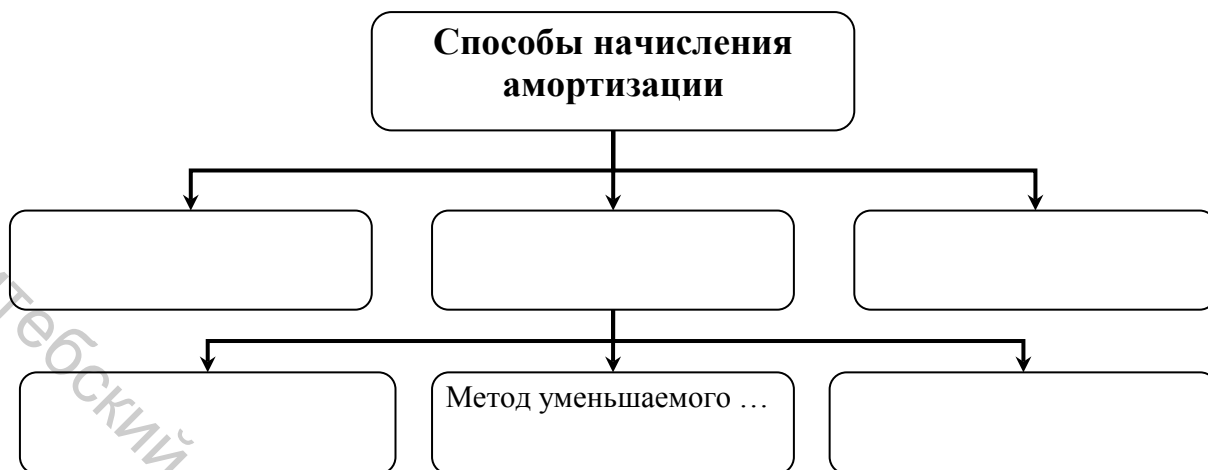 Способы начисления
амортизации
Метод уменьшаемого …